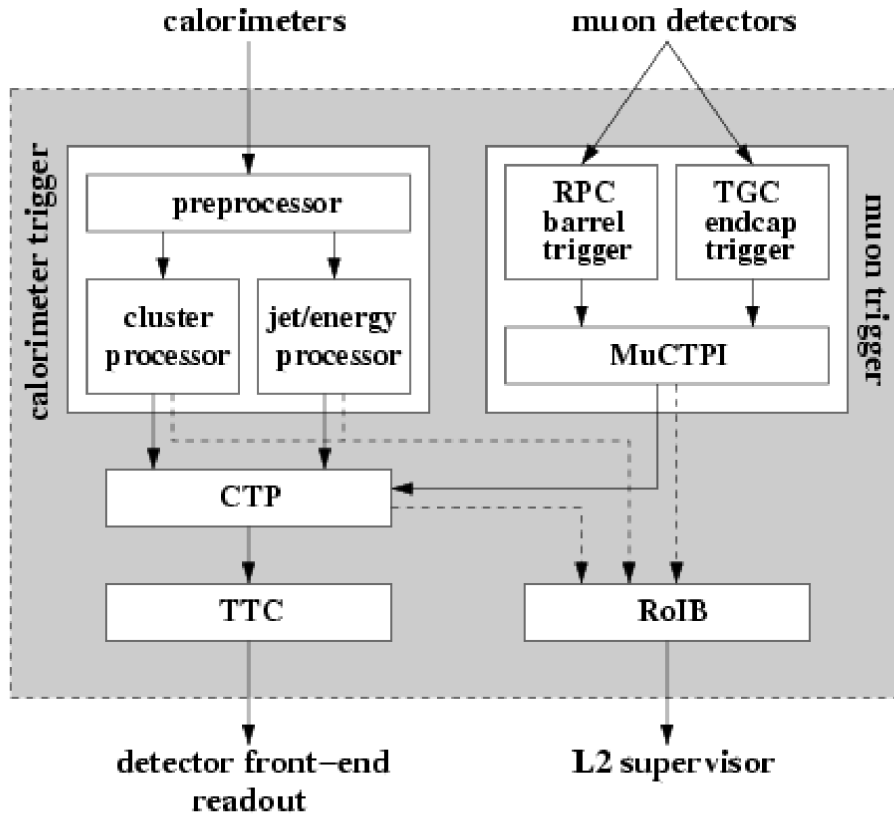 calorimeters
muon detectors
calorimeter trigger
preprocessor
cluster
processor
jet/energy
processor
RPC
barrel
trigger
TGC
endcap
trigger
MuCTPI
muon trigger
CTP
TTC
RoIB
detector front-end
readout
L2 supervisor